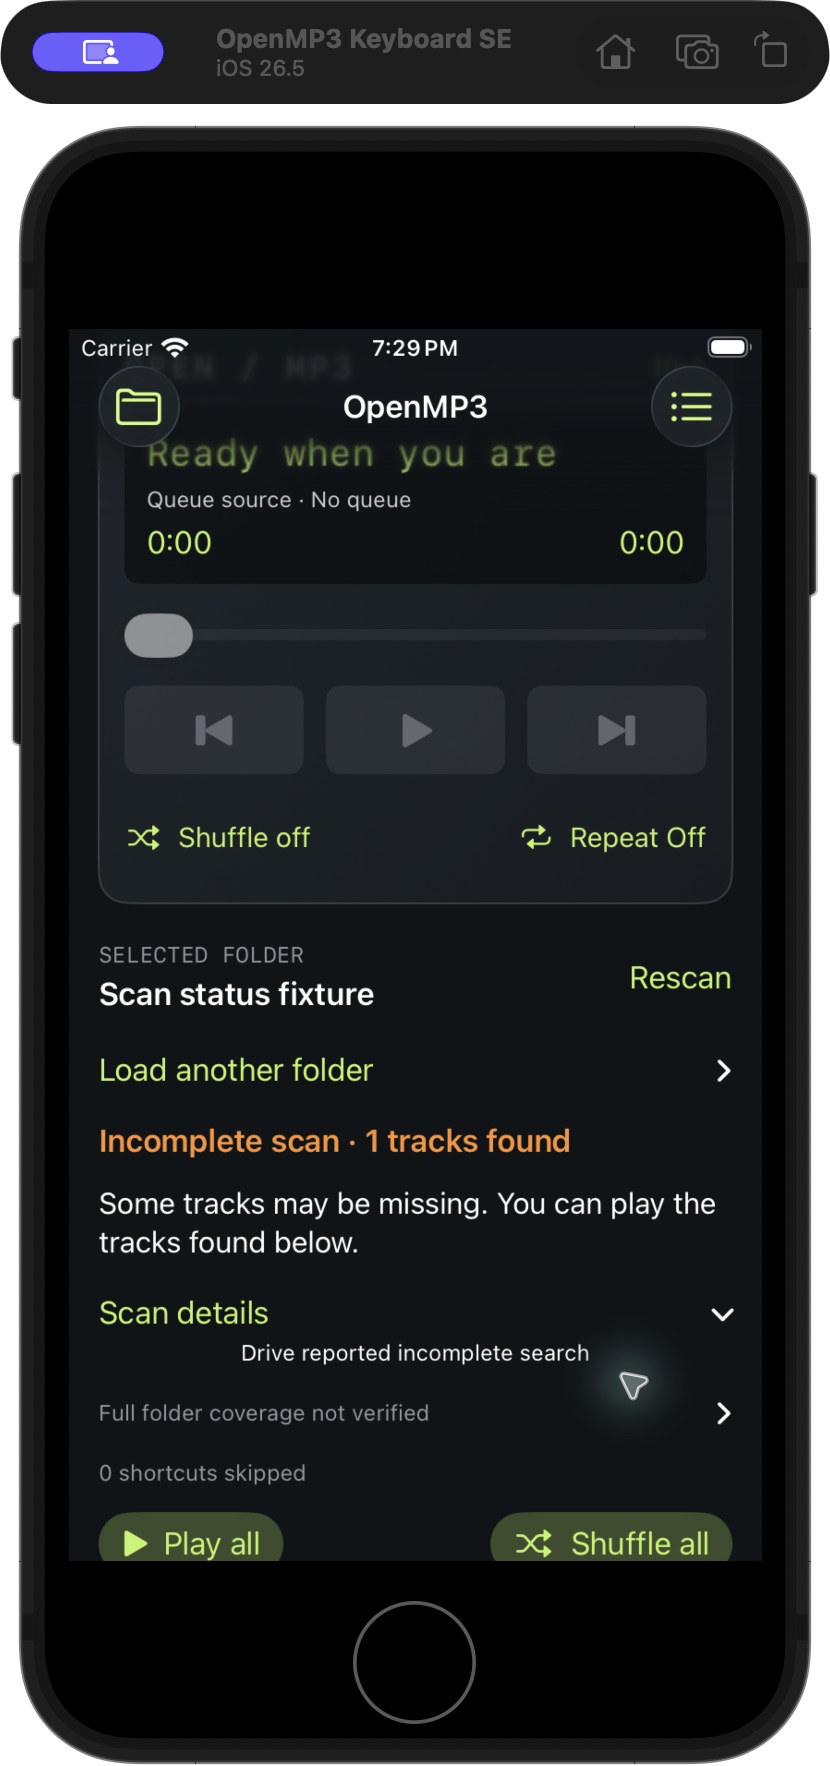 OpenMP3 Keyboard SE
iOS 26.5
Carrier
7:29 PM
EN / MP3
OpenMP3
Ready when you are
Queue source · No queue
0:00
0:00
Shuffle off
Repeat Off
SELECTED FOLDER
Scan status fixture
Rescan
Load another folder
Incomplete scan · 1 tracks found
Some tracks may be missing. You can play the
tracks found below.
Scan details
Drive reported incomplete search
Full folder coverage not verified
0 shortcuts skipped
Play all
Shuffle all